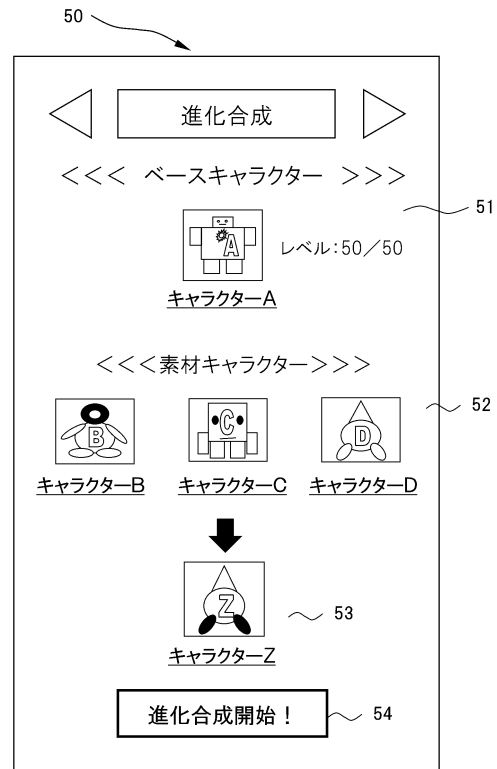 50
進化合成
<<< ベースキャラクター >>>
51
A
レベル:50/50
キャラクターA
<<<素材キャラクター>>>
52
B C D
キャラクターB キャラクターC キャラクターD
Z
53
キャラクターZ
進化合成開始!
54